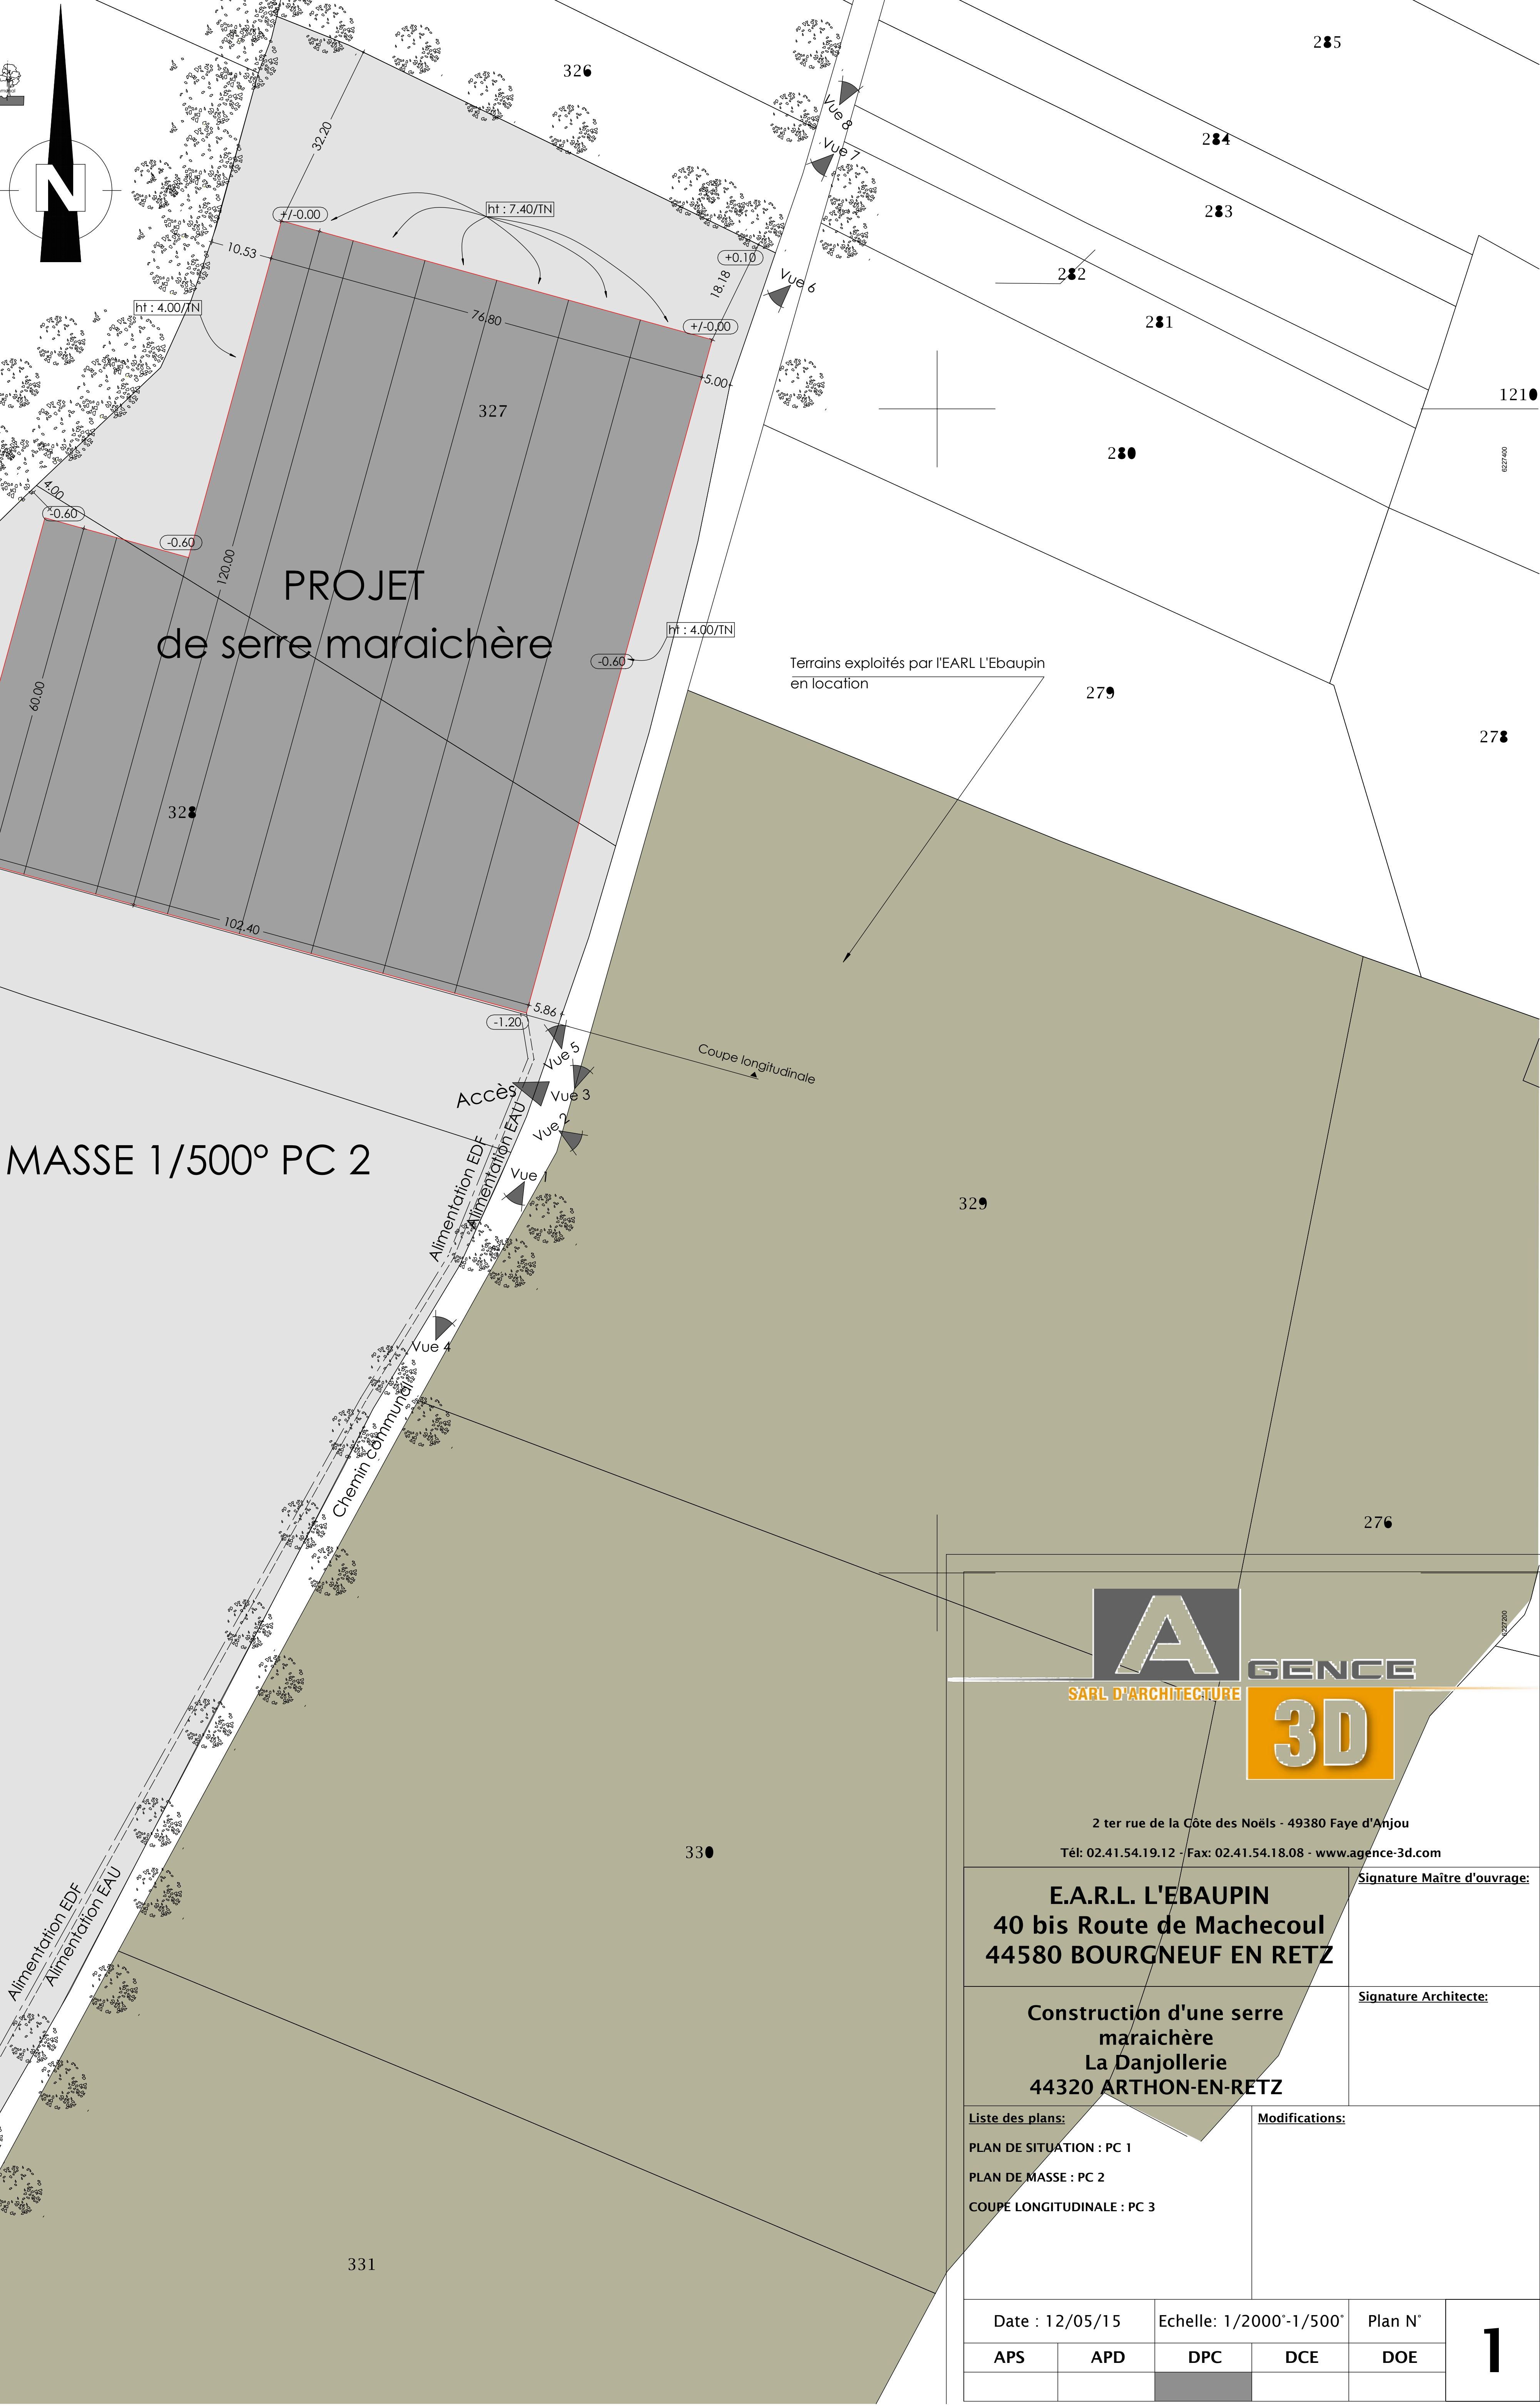 285
326
Vue 8
284
32.20
Vue 7
N
283
ht : 7.40/TN
+/-0.00
10.53
+0.10
282
18.18
Vue 6
ht : 4.00/TN
76.80
+/-0.00
281
5.00
1210
327
280
6227400
4.00
-0.60
-0.60
120.00
PROJET
de serre maraichère
ht : 4.00/TN
-0.60
Terrains exploités par l'EARL L'Ebaupin
en location
60.00
279
278
328
102.40
5.86
-1.20
Vue 5
Coupe longitudinale
Accès
Vue 3
Vue 2
MASSE 1/500° PC 2
Alimentation EDF
Alimentation EAU
Vue 1
329
Vue 4
Chemin communal
276
6227200
A
GENCE
SARL D'ARCHITECTURE
3D
2 ter rue de la Côte des Noëls - 49380 Faye d'Anjou
Tél: 02.41.54.19.12 - Fax: 02.41.54.18.08 - www.agence-3d.com
330
Alimentation EDF
Alimentation EAU
E.A.R.L. L'EBAUPIN
40 bis Route de Machecoul
44580 BOURGNEUF EN RETZ
Signature Maître d'ouvrage:
Construction d'une serre
maraichère
La Danjollerie
44320 ARTHON-EN-RETZ
Signature Architecte:
Liste des plans:
PLAN DE SITUATION : PC 1
PLAN DE MASSE : PC 2
COUPE LONGITUDINALE : PC 3
Modifications:
331
Date : 12/05/15
Echelle: 1/2000°-1/500°
Plan N°
1
APS
APD
DPC
DCE
DOE